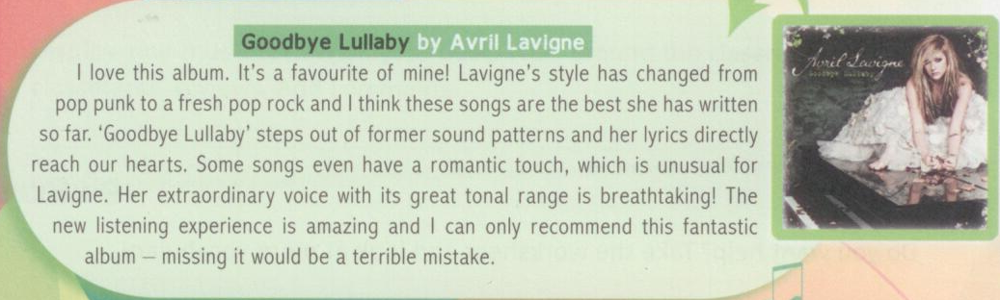 Goodbye Lullaby by Avril Lavigne
I love this album. It's a favourite of mine! Lavigne's style has changed from
pop punk to a fresh pop rock and I think these songs are the best she has written
so far. ‘Goodbye Lullaby’ steps out of former sound patterns and her lyrics directly
reach our hearts. Some songs even have a romantic touch, which is unusual for
Lavigne. Her extraordinary voice with its great tonal range is breathtaking! The
new listening experience is amazing and I can only recommend this fantastic
album – missing it would be a terrible mistake.
Avril Lavigne
Goodbye Lullaby